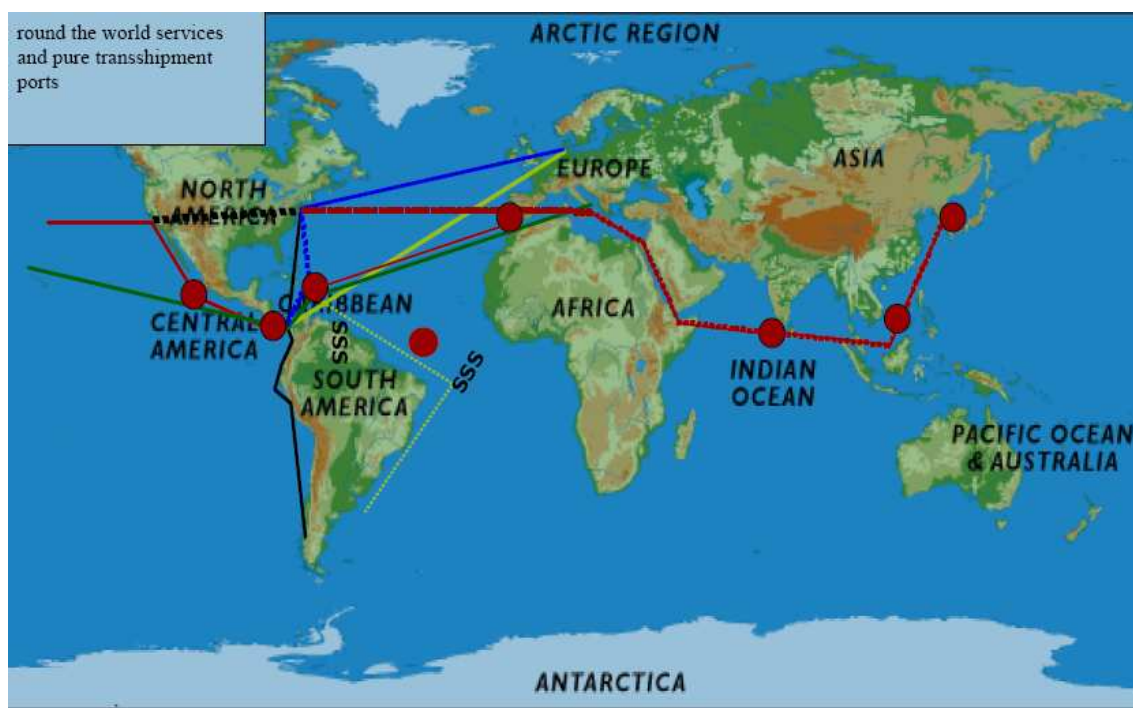 round the world services
and pure transshipment
ports
ARCTIC REGION
EUROPE
ASIA
NORTH
AMERICA
CARIBBEAN
CENTRAL
AMERICA
AFRICA
SSS
SSS
SOUTH
AMERICA
INDIAN
OCEAN
PACIFIC OCEAN
& AUSTRALIA
ANTARCTICA